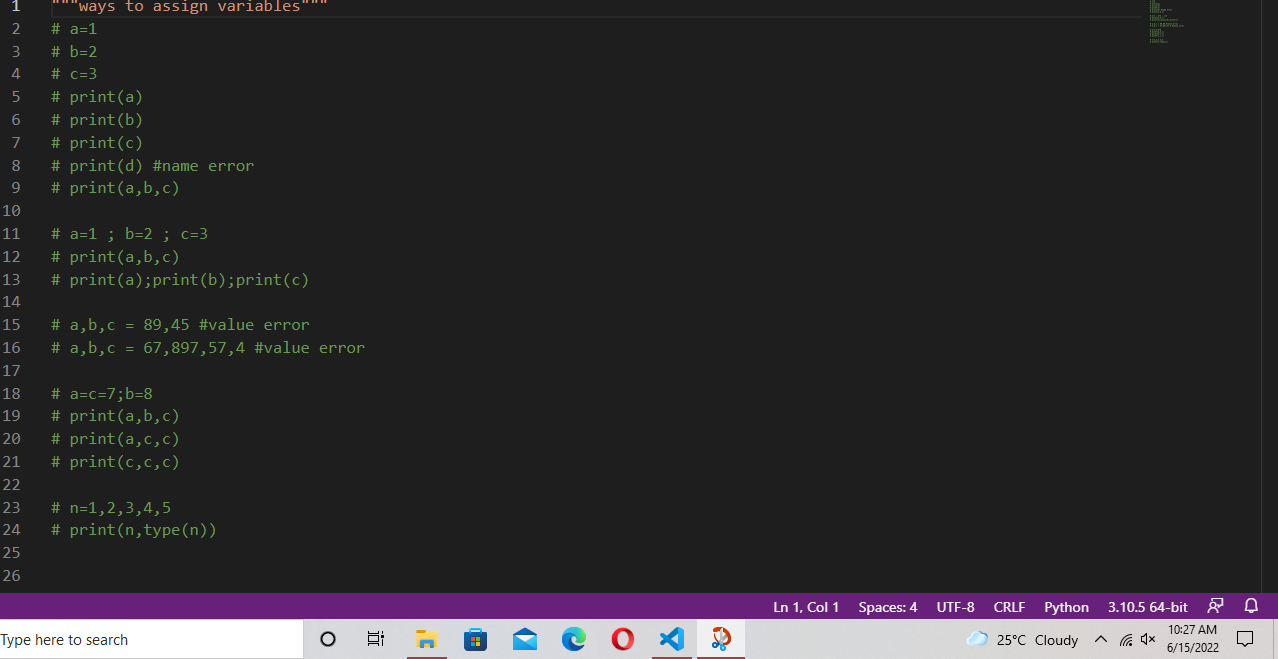 1 """ways to assign variables"""
2 # a=1
3 # b=2
4 # c=3
5 # print(a)
6 # print(b)
7 # print(c)
8 # print(d) #name error
9 # print(a,b,c)
10
11 # a=1 ; b=2 ; c=3
12 # print(a,b,c)
13 # print(a);print(b);print(c)
14
15 # a,b,c = 89,45 #value error
16 # a,b,c = 67,897,57,4 #value error
17
18 # a=c=7;b=8
19 # print(a,b,c)
20 # print(a,c,c)
21 # print(c,c,c)
22
23 # n=1,2,3,4,5
24 # print(n,type(n))
25
26
Ln 1, Col 1 Spaces: 4 UTF-8 CRLF Python 3.10.5 64-bit
Type here to search
25°C Cloudy
10:27 AM
6/15/2022